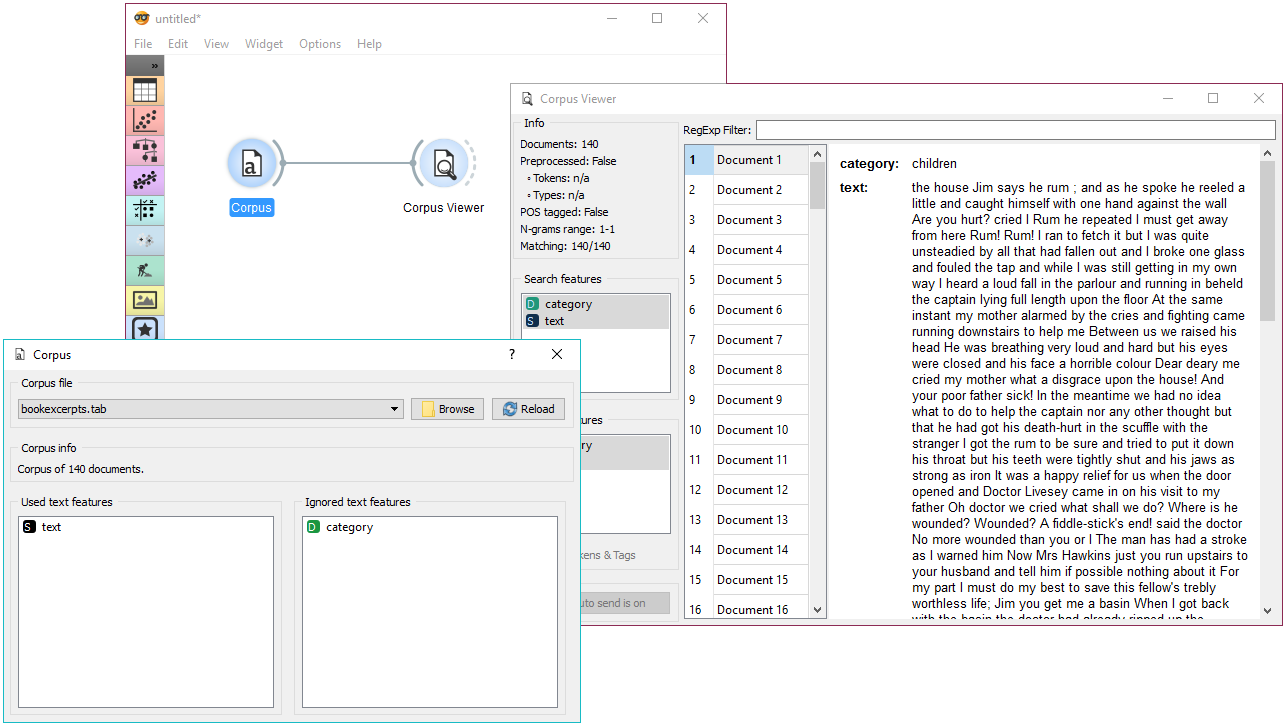 untitled*
File Edit View Widget Options Help
»
Corpus
Corpus Viewer
Corpus Viewer
Info
Documents: 140
Preprocessed: False
◦ Tokens: n/a
◦ Types: n/a
POS tagged: False
N-grams range: 1-1
Matching: 140/140
Search features
D category
S text
ures
ry
kens & Tags
uto send is on
RegExp Filter:
1 Document 1
2 Document 2
3 Document 3
4 Document 4
5 Document 5
6 Document 6
7 Document 7
8 Document 8
9 Document 9
10 Document 10
11 Document 11
12 Document 12
13 Document 13
14 Document 14
15 Document 15
16 Document 16
category: children
text: the house Jim says he rum ; and as he spoke he reeled a
little and caught himself with one hand against the wall
Are you hurt? cried I Rum he repeated I must get away
from here Rum! Rum! I ran to fetch it but I was quite
unsteadied by all that had fallen out and I broke one glass
and fouled the tap and while I was still getting in my own
way I heard a loud fall in the parlour and running in beheld
the captain lying full length upon the floor At the same
instant my mother alarmed by the cries and fighting came
running downstairs to help me Between us we raised his
head He was breathing very loud and hard but his eyes
were closed and his face a horrible colour Dear deary me
cried my mother what a disgrace upon the house! And
your poor father sick! In the meantime we had no idea
what to do to help the captain nor any other thought but
that he had got his death-hurt in the scuffle with the
stranger I got the rum to be sure and tried to put it down
his throat but his teeth were tightly shut and his jaws as
strong as iron It was a happy relief for us when the door
opened and Doctor Livesey came in on his visit to my
father Oh doctor we cried what shall we do? Where is he
wounded? Wounded? A fiddle-stick's end! said the doctor
No more wounded than you or I The man has had a stroke
as I warned him Now Mrs Hawkins just you run upstairs to
your husband and tell him if possible nothing about it For
my part I must do my best to save this fellow's trebly
worthless life; Jim you get me a basin When I got back
with the basin the doctor had already ripped up the
Corpus
?
Corpus file
bookexcerpts.tab Browse Reload
Corpus info
Corpus of 140 documents.
Used text features
S text
Ignored text features
D category